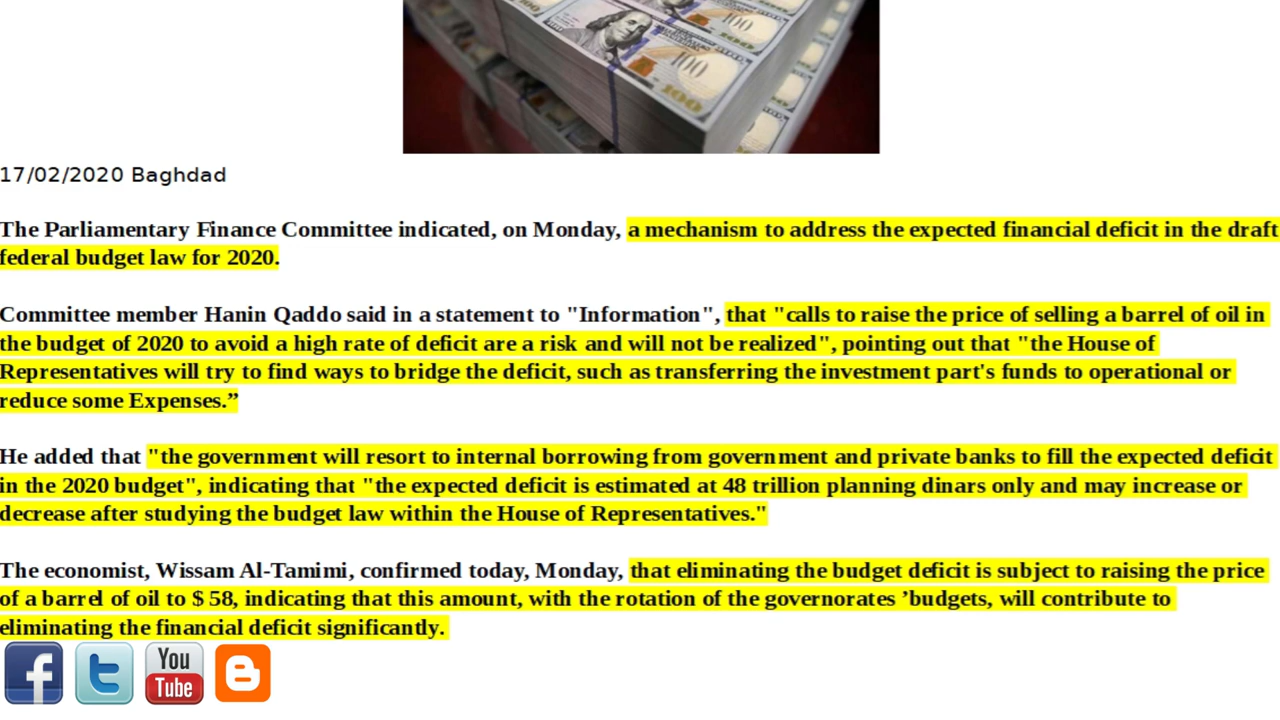 100
100
100
100
17/02/2020 Baghdad
The Parliamentary Finance Committee indicated, on Monday, a mechanism to address the expected financial deficit in the draft
federal budget law for 2020.
Committee member Hanin Qaddo said in a statement to "Information", that "calls to raise the price of selling a barrel of oil in
the budget of 2020 to avoid a high rate of deficit are a risk and will not be realized", pointing out that "the House of
Representatives will try to find ways to bridge the deficit, such as transferring the investment part's funds to operational or
reduce some Expenses.”
He added that "the government will resort to internal borrowing from government and private banks to fill the expected deficit
in the 2020 budget", indicating that "the expected deficit is estimated at 48 trillion planning dinars only and may increase or
decrease after studying the budget law within the House of Representatives."
The economist, Wissam Al-Tamimi, confirmed today, Monday, that eliminating the budget deficit is subject to raising the price
of a barrel of oil to $ 58, indicating that this amount, with the rotation of the governorates ’budgets, will contribute to
eliminating the financial deficit significantly.
You
Tube